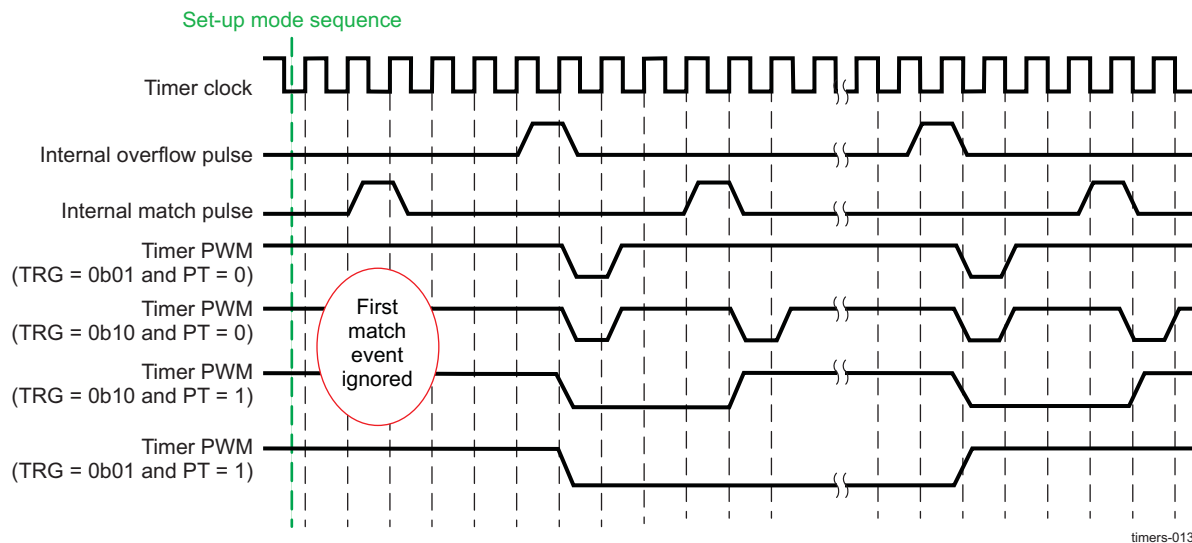 Set-up mode sequence
Timer clock
Internal overflow pulse
Internal match pulse
Timer PWM
(TRG = 0b01 and PT = 0)
Timer PWM
(TRG = 0b10 and PT = 0)
First
match
event
ignored
Timer PWM
(TRG = 0b10 and PT = 1)
Timer PWM
(TRG = 0b01 and PT = 1)
timers-013